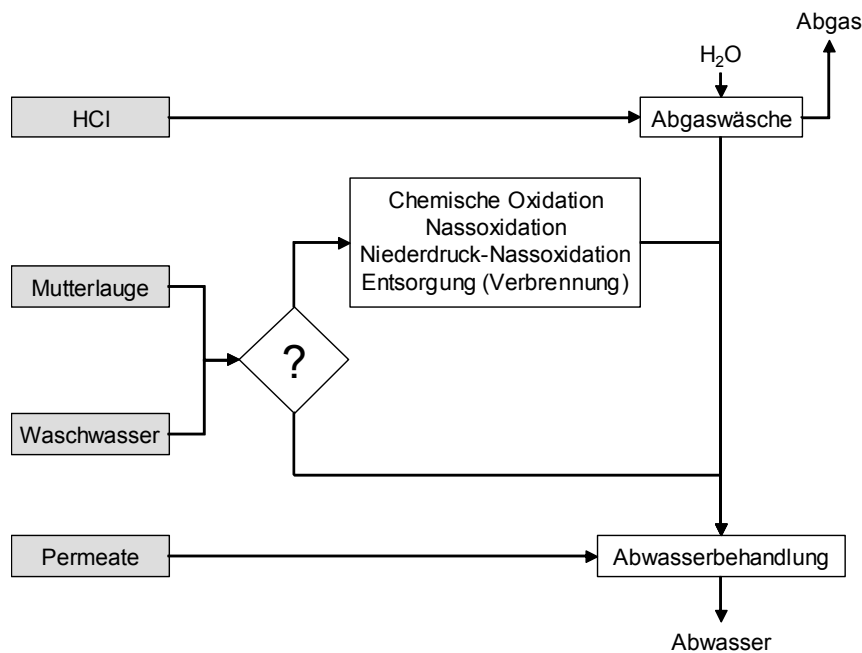 Abgas
H₂O
HCl
Abgaswäsche
Chemische Oxidation
Nassoxidation
Niederdruck-Nassoxidation
Entsorgung (Verbrennung)
Mutterlauge
?
Waschwasser
Permeate
Abwasserbehandlung
Abwasser